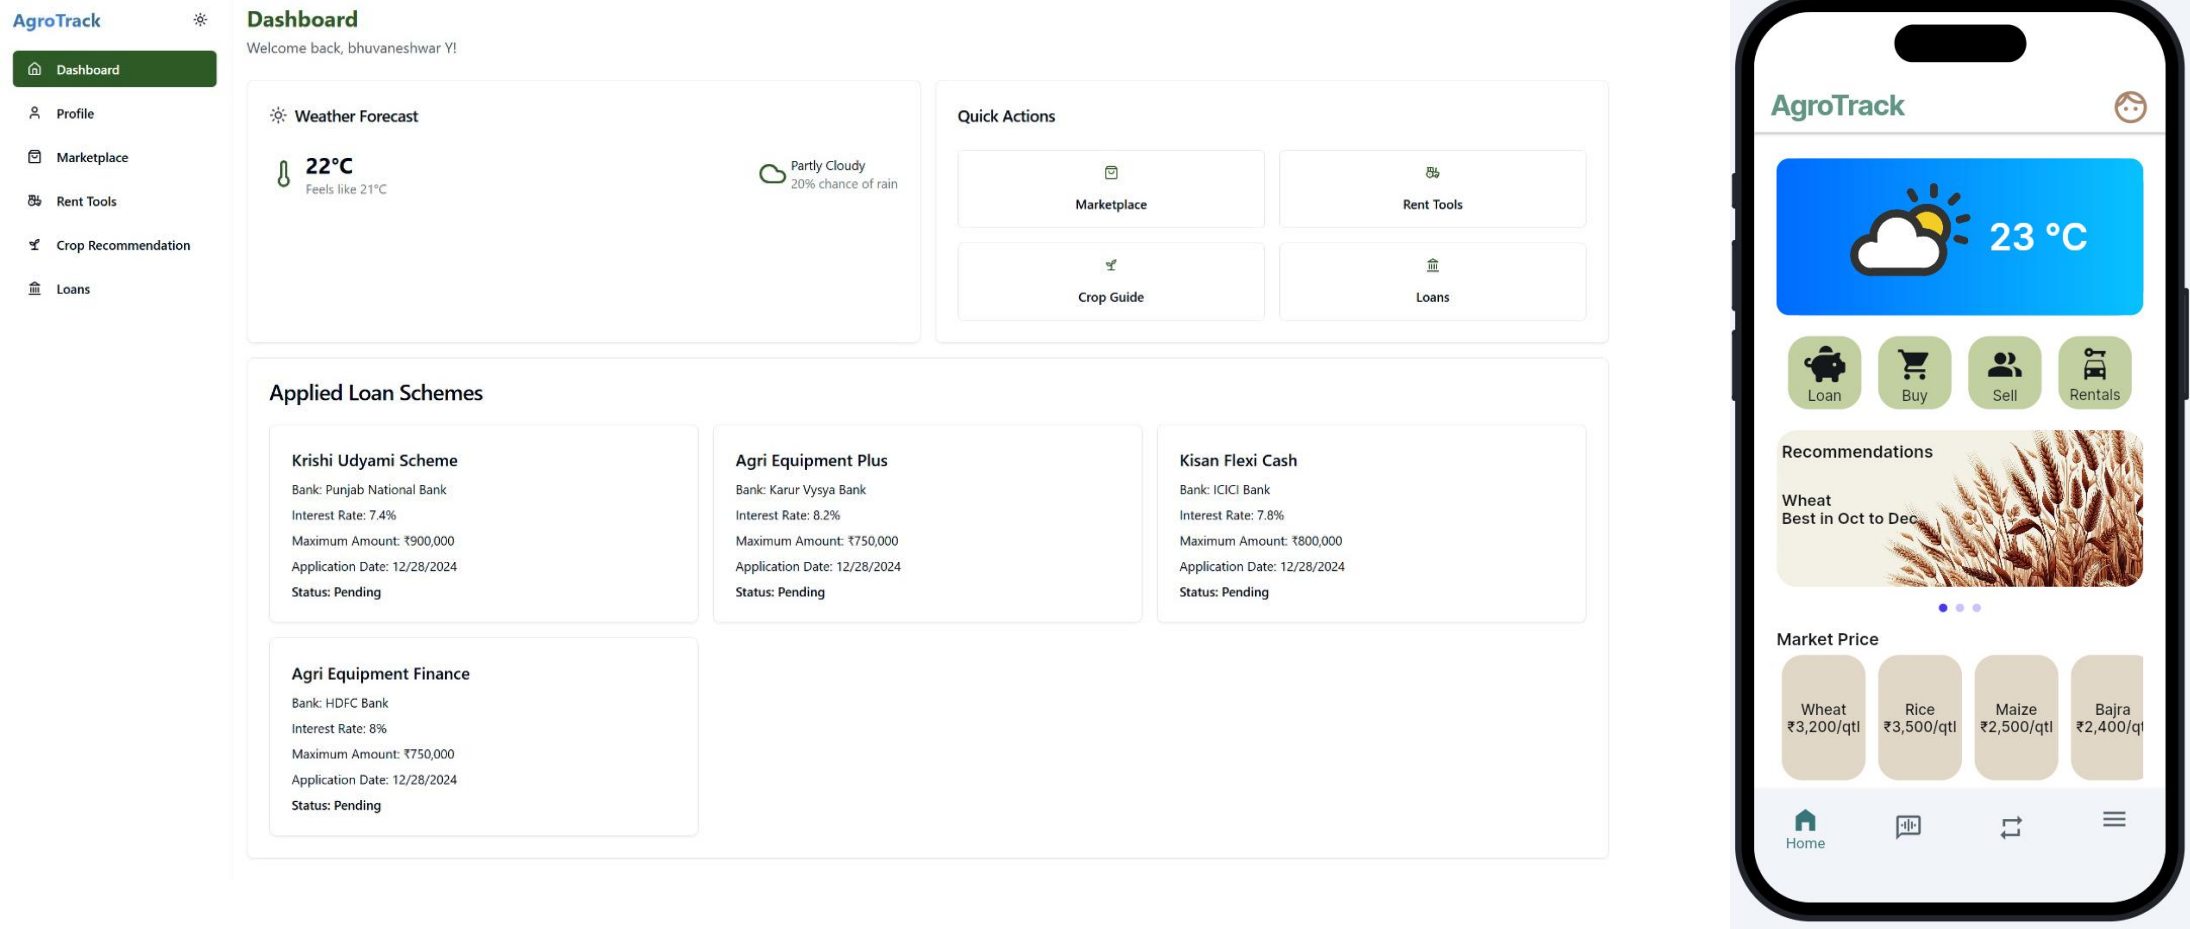 AgroTrack
Dashboard
Profile
Marketplace
Rent Tools
Crop Recommendation
Loans
Dashboard
Welcome back, bhuvaneshwar Y!
Weather Forecast
22°C
Feels like 21°C
Partly Cloudy
20% chance of rain
Quick Actions
Marketplace
Rent Tools
Crop Guide
Loans
Applied Loan Schemes
Krishi Udyami Scheme
Bank: Punjab National Bank
Interest Rate: 7.4%
Maximum Amount: ₹900,000
Application Date: 12/28/2024
Status: Pending
Agri Equipment Plus
Bank: Karur Vysya Bank
Interest Rate: 8.2%
Maximum Amount: ₹750,000
Application Date: 12/28/2024
Status: Pending
Kisan Flexi Cash
Bank: ICICI Bank
Interest Rate: 7.8%
Maximum Amount: ₹800,000
Application Date: 12/28/2024
Status: Pending
Agri Equipment Finance
Bank: HDFC Bank
Interest Rate: 8%
Maximum Amount: ₹750,000
Application Date: 12/28/2024
Status: Pending
AgroTrack
23 °C
Loan
Buy
Sell
Rentals
Recommendations
Wheat
Best in Oct to Dec
Market Price
Wheat
₹3,200/qtl
Rice
₹3,500/qtl
Maize
₹2,500/qtl
Bajra
₹2,400/qt
Home